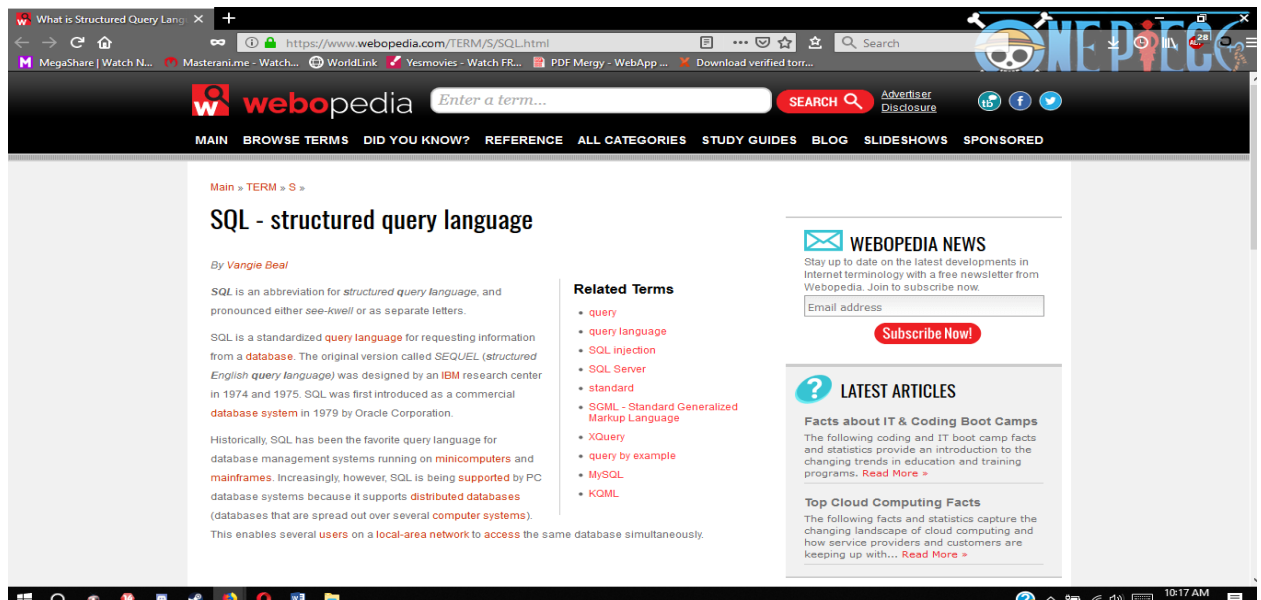 What is Structured Query Lang
ONE PIECE
https://www.webopedia.com/TERM/S/SQL.html
Search
28
MegaShare | Watch N...
Masterani.me - Watch...
WorldLink
Yesmovies - Watch FR...
PDF Mergy - WebApp ...
Download verified torr...
webopedia
Enter a term...
SEARCH
Advertiser
Disclosure
MAIN BROWSE TERMS DID YOU KNOW? REFERENCE ALL CATEGORIES STUDY GUIDES BLOG SLIDESHOWS SPONSORED
Main » TERM » S »
SQL - structured query language
By Vangie Beal
SQL is an abbreviation for structured query language, and
pronounced either see-kwell or as separate letters.
SQL is a standardized query language for requesting information
from a database. The original version called SEQUEL (structured
English query language) was designed by an IBM research center
in 1974 and 1975. SQL was first introduced as a commercial
database system in 1979 by Oracle Corporation.
Historically, SQL has been the favorite query language for
database management systems running on minicomputers and
mainframes. Increasingly, however, SQL is being supported by PC
database systems because it supports distributed databases
(databases that are spread out over several computer systems).
This enables several users on a local-area network to access the same database simultaneously.
Related Terms
• query
• query language
• SQL injection
• SQL Server
• standard
• SGML - Standard Generalized
Markup Language
• XQuery
• query by example
• MySQL
• KQML
WEBOPEDIA NEWS
Stay up to date on the latest developments in
Internet terminology with a free newsletter from
Webopedia. Join to subscribe now.
Email address
Subscribe Now!
LATEST ARTICLES
Facts about IT & Coding Boot Camps
The following coding and IT boot camp facts
and statistics provide an introduction to the
changing trends in education and training
programs. Read More »
Top Cloud Computing Facts
The following facts and statistics capture the
changing landscape of cloud computing and
how service providers and customers are
keeping up with... Read More »
10:17 AM